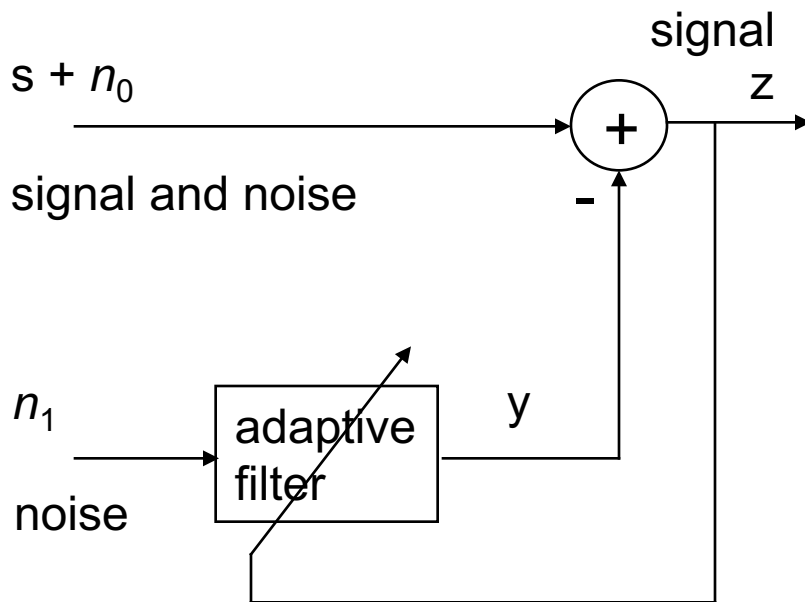 signal
z
s + n₀
+
signal and noise
-
n₁
y
adaptive
filter
noise